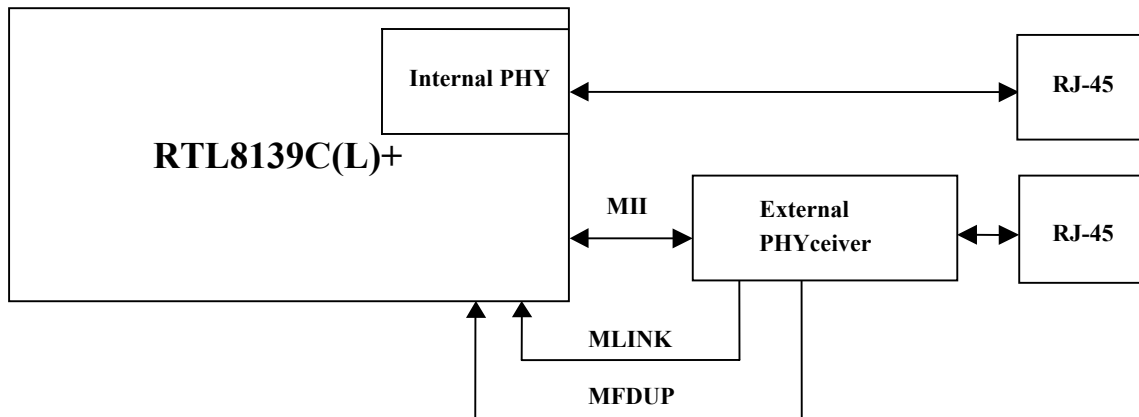 Internal PHY
RJ-45
RTL8139C(L)+
MII
External
PHYceiver
RJ-45
MLINK
MFDUP